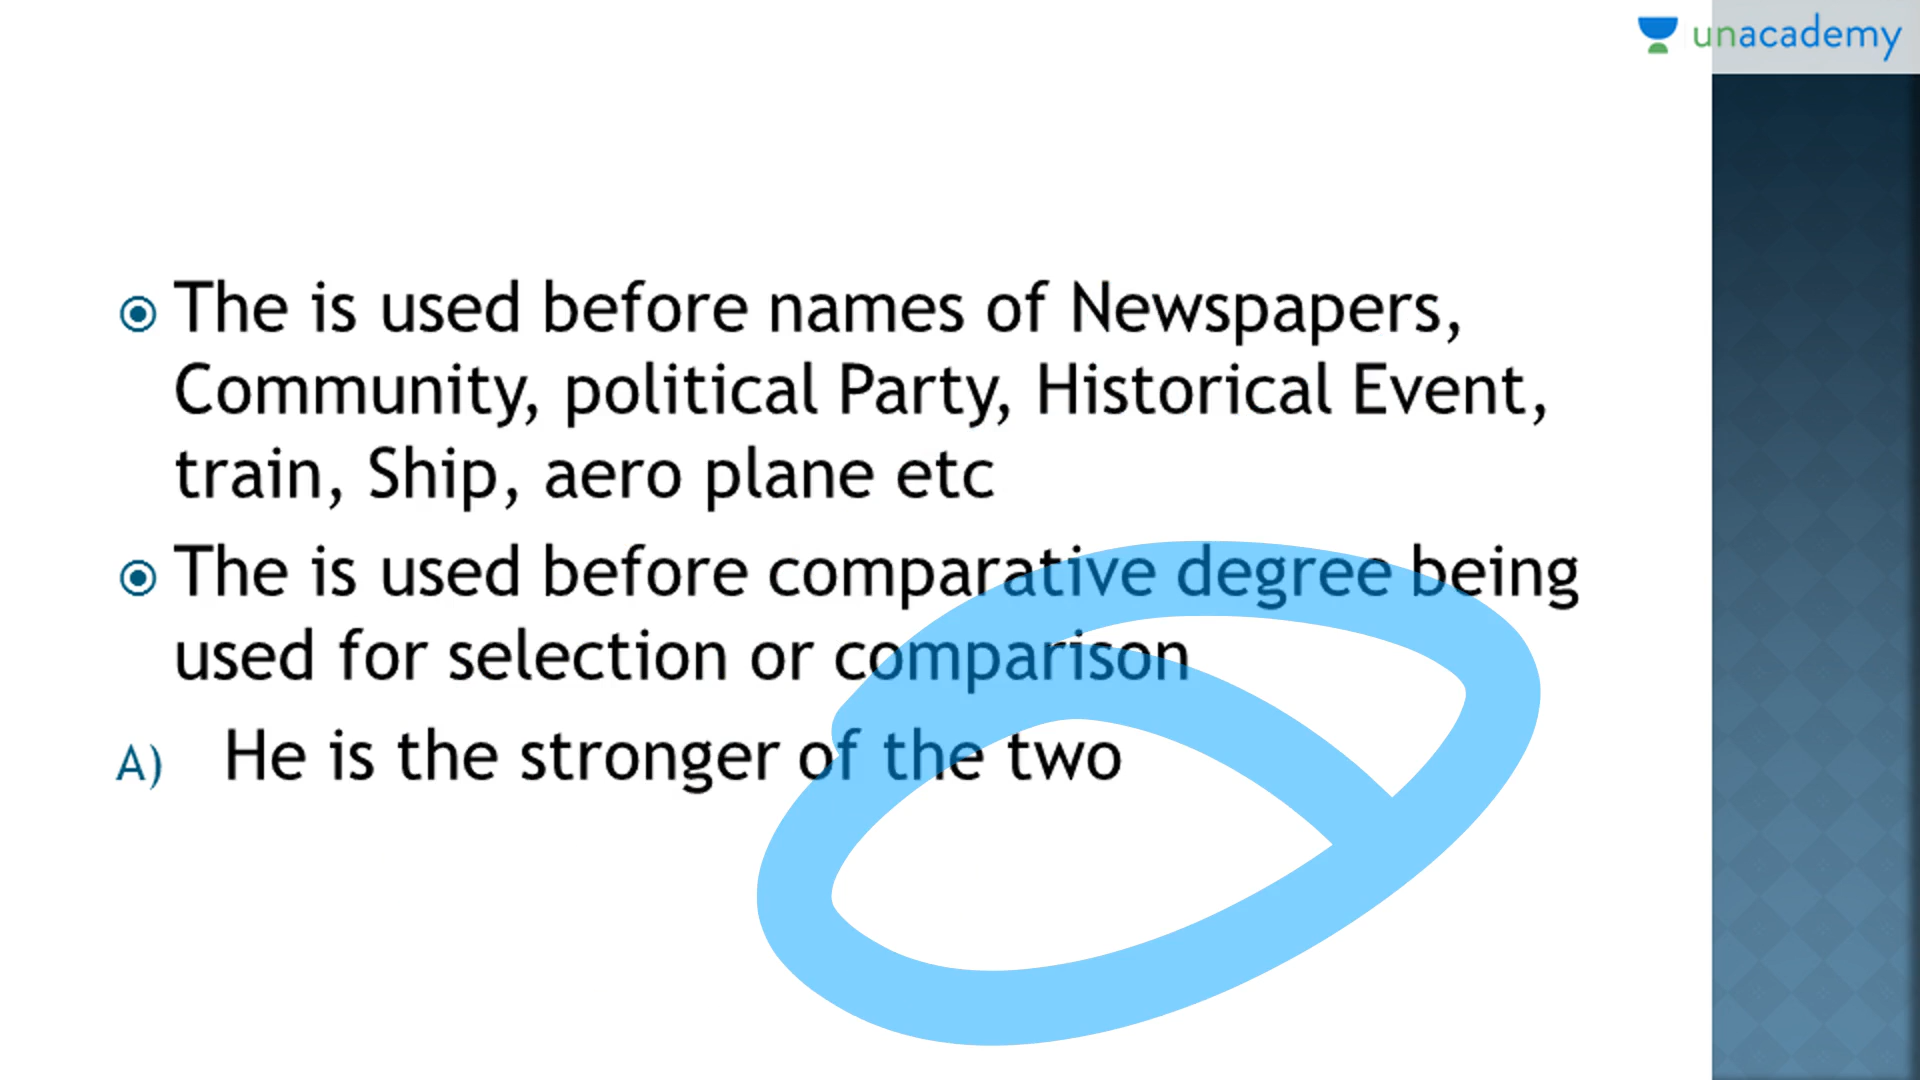 unacademy
The is used before names of Newspapers,
Community, political Party, Historical Event,
train, Ship, aero plane etc
The is used before comparative degree being
used for selection or comparison
A) He is the stronger of the two